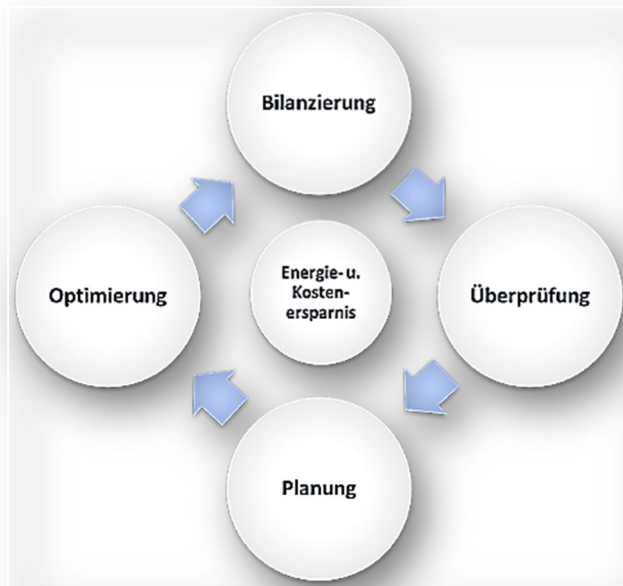 Bilanzierung
Optimierung
Energie- u.
Kosten-
ersparnis
Überprüfung
Planung